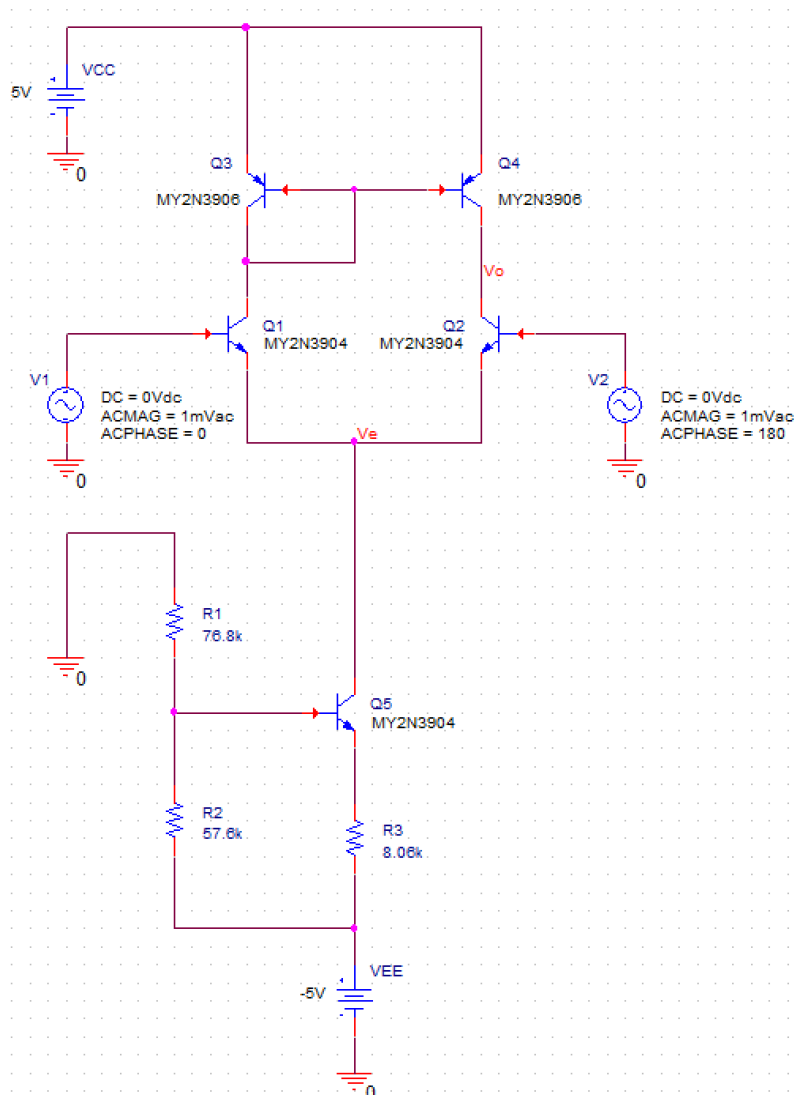 VCC
5V
0
Q3
MY2N3906
Q4
MY2N3906
Vo
Q1
MY2N3904
Q2
MY2N3904
V1
DC = 0Vdc
ACMAG = 1mVac
ACPHASE = 0
0
V2
DC = 0Vdc
ACMAG = 1mVac
ACPHASE = 180
0
Ve
R1
76.8k
0
Q5
MY2N3904
R2
57.6k
R3
8.06k
VEE
-5V
0